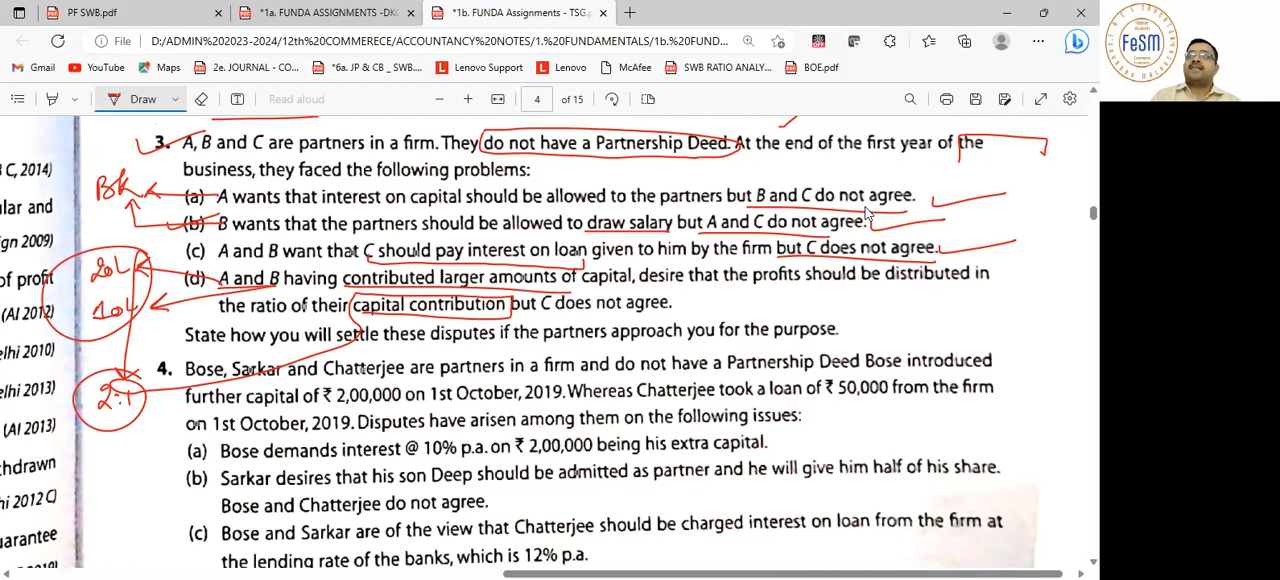 PF SWB.pdf
*1a. FUNDA ASSIGNMENTS -DK
*1b. FUNDA Assignments - TSG.p
File
D:/ADMIN%202023-2024/12th%20COMMERECE/ACCOUNTANCE%20NOTES/1.%20FUNDAMENTALS/1b.%20FUND...
OFF
FeSM
Gmail
YouTube
Maps
2e. JOURNAL - CO...
*6a. JP & B _ SWB....
Lenovo Support
Lenovo
McAfee
SWB RATIO ANALY...
BOE.pdf
Draw
Read aloud
4 of 15
3. A, B and C are partners in a firm. They do not have a Partnership Deed. At the end of the first year of the
business, they faced the following problems:
(a) A wants that interest on capital should be allowed to the partners but B and C do not agree.
(b) B wants that the partners should be allowed to draw salary but A and C do not agree.
(c) A and B want that C should pay interest on loan given to him by the firm but C does not agree.
(d) A and B having contributed larger amounts of capital, desire that the profits should be distributed in
the ratio of their capital contribution but C does not agree.
State how you will settle these disputes if the partners approach you for the purpose.
4. Bose, Sarkar and Chatterjee are partners in a firm and do not have a Partnership Deed Bose introduced
further capital of ₹ 2,00,000 on 1st October, 2019. Whereas Chatterjee took a loan of ₹ 50,000 from the firm
on 1st October, 2019. Disputes have arisen among them on the following issues:
(a) Bose demands interest @ 10% p.a. on ₹ 2,00,000 being his extra capital.
(b) Sarkar desires that his son Deep should be admitted as partner and he will give him half of his share.
Bose and Chatterjee do not agree.
(c) Bose and Sarkar are of the view that Chatterjee should be charged interest on loan from the firm at
the lending rate of the banks, which is 12% p.a.
C, 2014)
ular and
ign 2009)
of profit
(AI 2012)
elhi 2010)
elhi 2013)
(AI 2013)
thdrawn
hi 2012 C)
uarantee
20L
10L
2:1